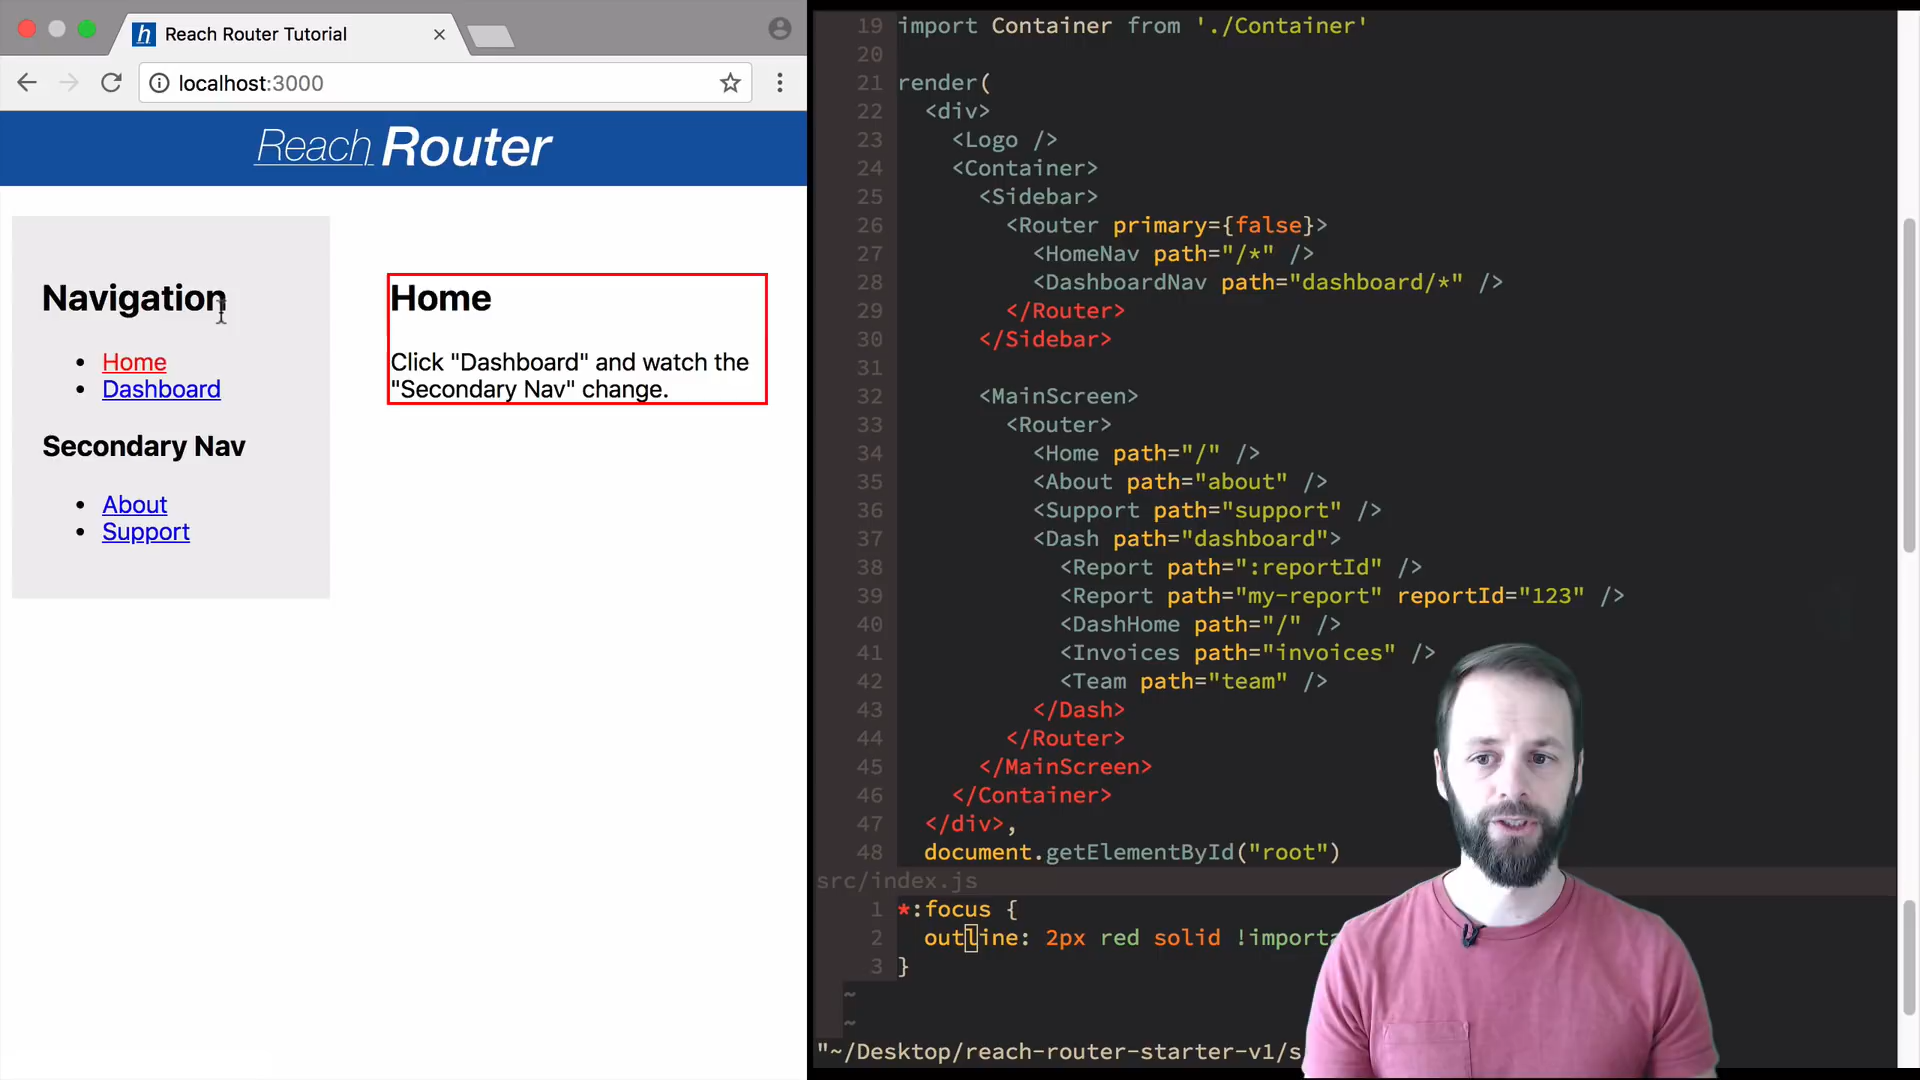 Reach Router Tutorial
localhost:3000
Reach Router
Navigation
Home
Dashboard
Secondary Nav
About
Support
Home
Click "Dashboard" and watch the
"Secondary Nav" change.
19 import Container from './Container'
20
21 render(
22 <div>
23 <Logo />
24 <Container>
25 <Sidebar>
26 <Router primary={false}>
27 <HomeNav path="/*" />
28 <DashboardNav path="dashboard/*" />
29 </Router>
30 </Sidebar>
31
32 <MainScreen>
33 <Router>
34 <Home path="/" />
35 <About path="about" />
36 <Support path="support" />
37 <Dash path="dashboard">
38 <Report path=":reportId" />
39 <Report path="my-report" reportId="123" />
40 <DashHome path="/" />
41 <Invoices path="invoices" />
42 <Team path="team" />
43 </Dash>
44 </Router>
45 </MainScreen>
46 </Container>
47 </div>,
48 document.getElementById("root")
src/index.js
1 *:focus {
2 outline: 2px red solid !importa
3 }
~
~
"~/Desktop/reach-router-starter-v1/s